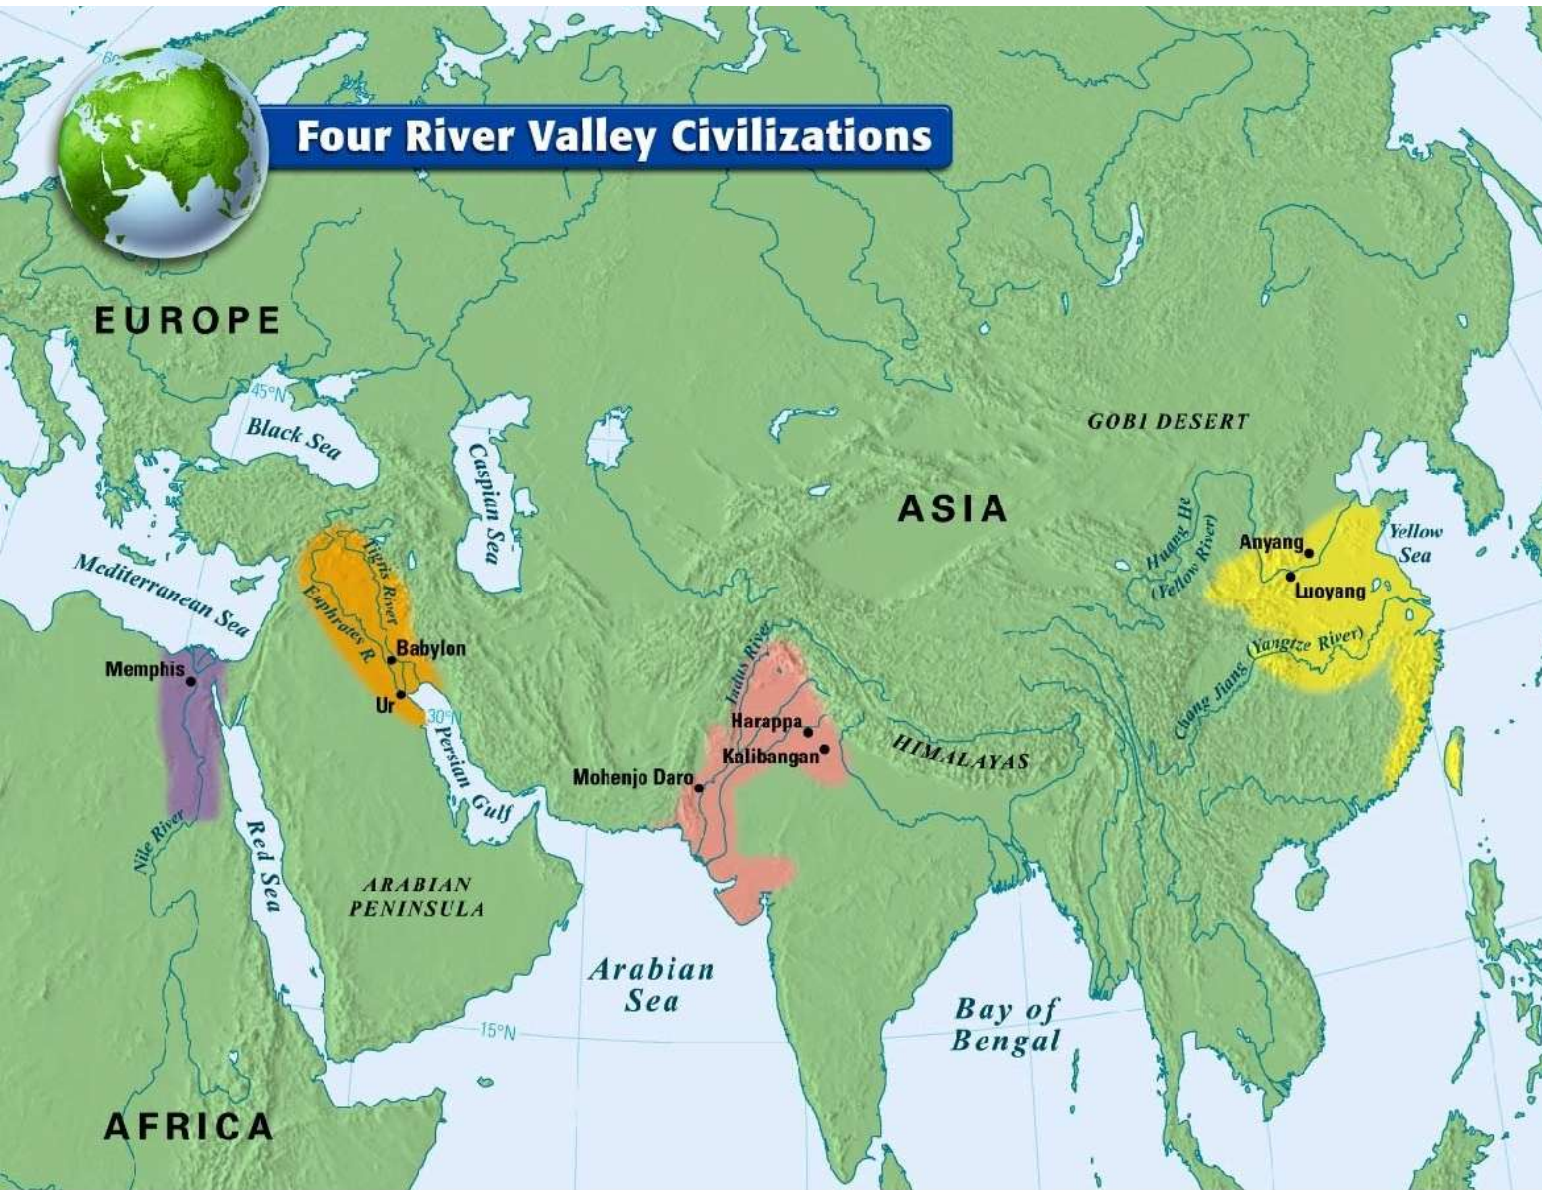 6
Four River Valley Civilizations
EUROPE
45°N
Black Sea
Caspian Sea
GOBI DESERT
ASIA
Huang He
(Yellow River)
Anyang
Yellow
Sea
Luoyang
Mediterranean Sea
Tigris River
Euphrates R.
Babylon
Memphis
Ur
30°N
Persian Gulf
Indus River
Harappa
Kalibangan
Mohenjo Daro
HIMALAYAS
(Yangtze River)
Chang Jiang
Nile River
Red Sea
ARABIAN
PENINSULA
Arabian
Sea
Bay of
Bengal
15°N
AFRICA